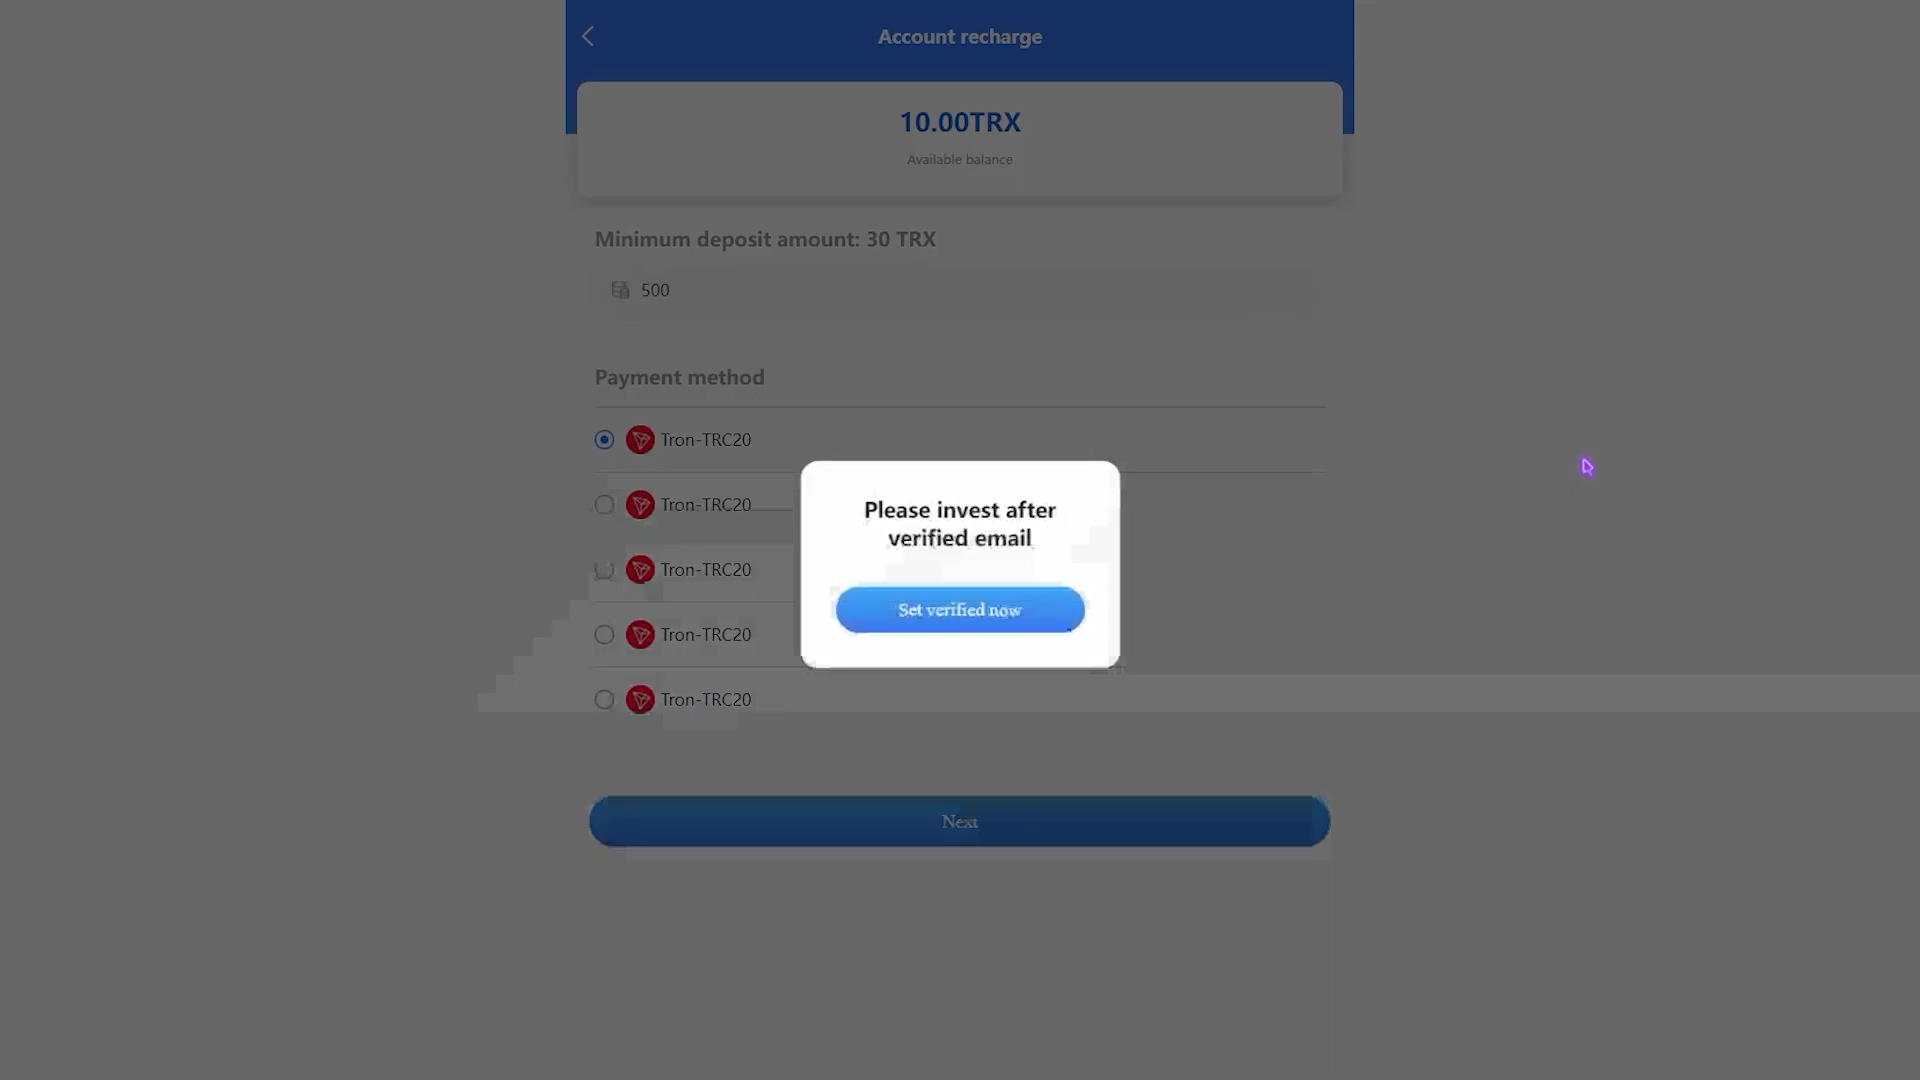 Account recharge
10.00TRX
Available balance
Minimum deposit amount: 30 TRX
500
Payment method
Tron-TRC20
Tron-TRC20
Tron-TRC20
Tron-TRC20
Tron-TRC20
Please invest after
verified email
Set verified now
Next